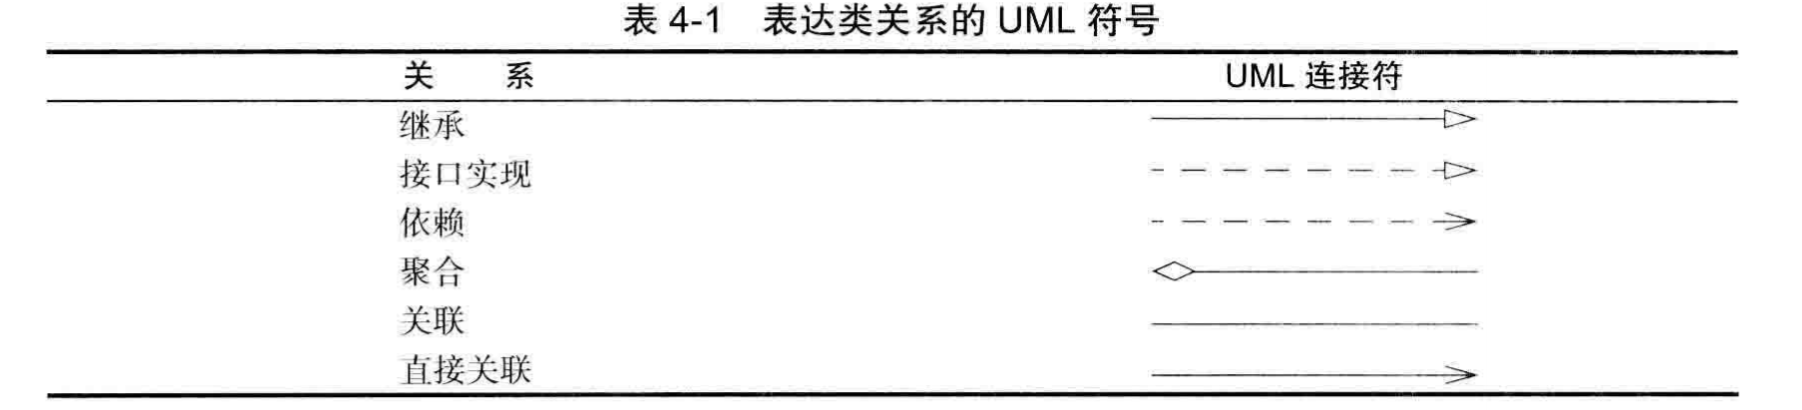 表 4-1 表达类关系的 UML 符号
关 系 UML 连接符
继承
接口实现
依赖
聚合
关联
直接关联